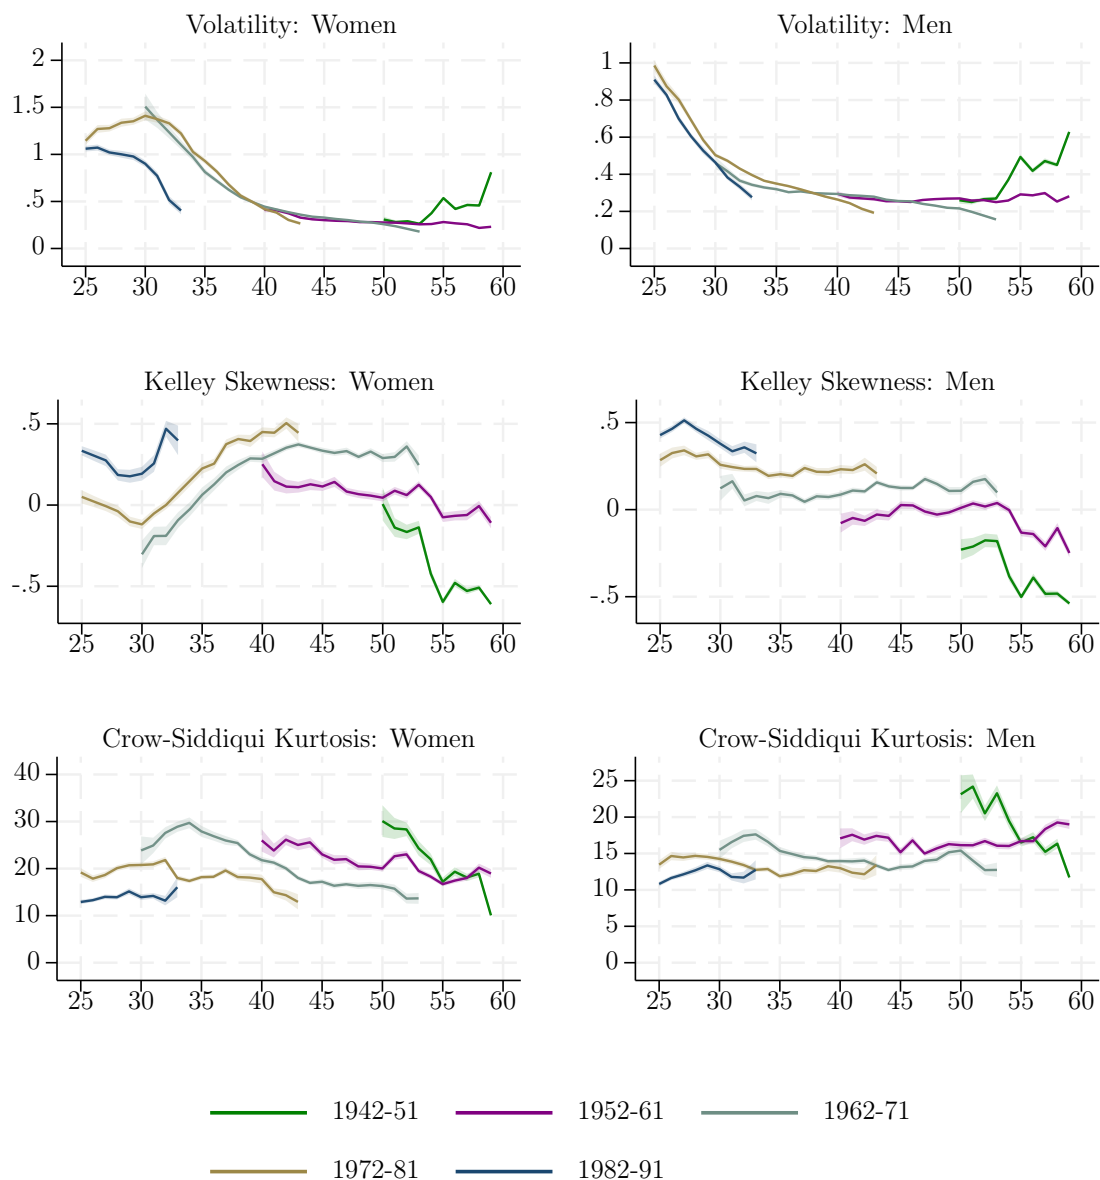 Volatility: Women
2
1.5
1
.5
0
25 30 35 40 45 50 55 60
Volatility: Men
1
.8
.6
.4
.2
0
25 30 35 40 45 50 55 60
Kelley Skewness: Women
.5
0
-.5
25 30 35 40 45 50 55 60
Kelley Skewness: Men
.5
0
-.5
25 30 35 40 45 50 55 60
Crow-Siddiqui Kurtosis: Women
40
30
20
10
0
25 30 35 40 45 50 55 60
Crow-Siddiqui Kurtosis: Men
25
20
15
10
5
0
25 30 35 40 45 50 55 60
1942-51 1952-61 1962-71
1972-81 1982-91